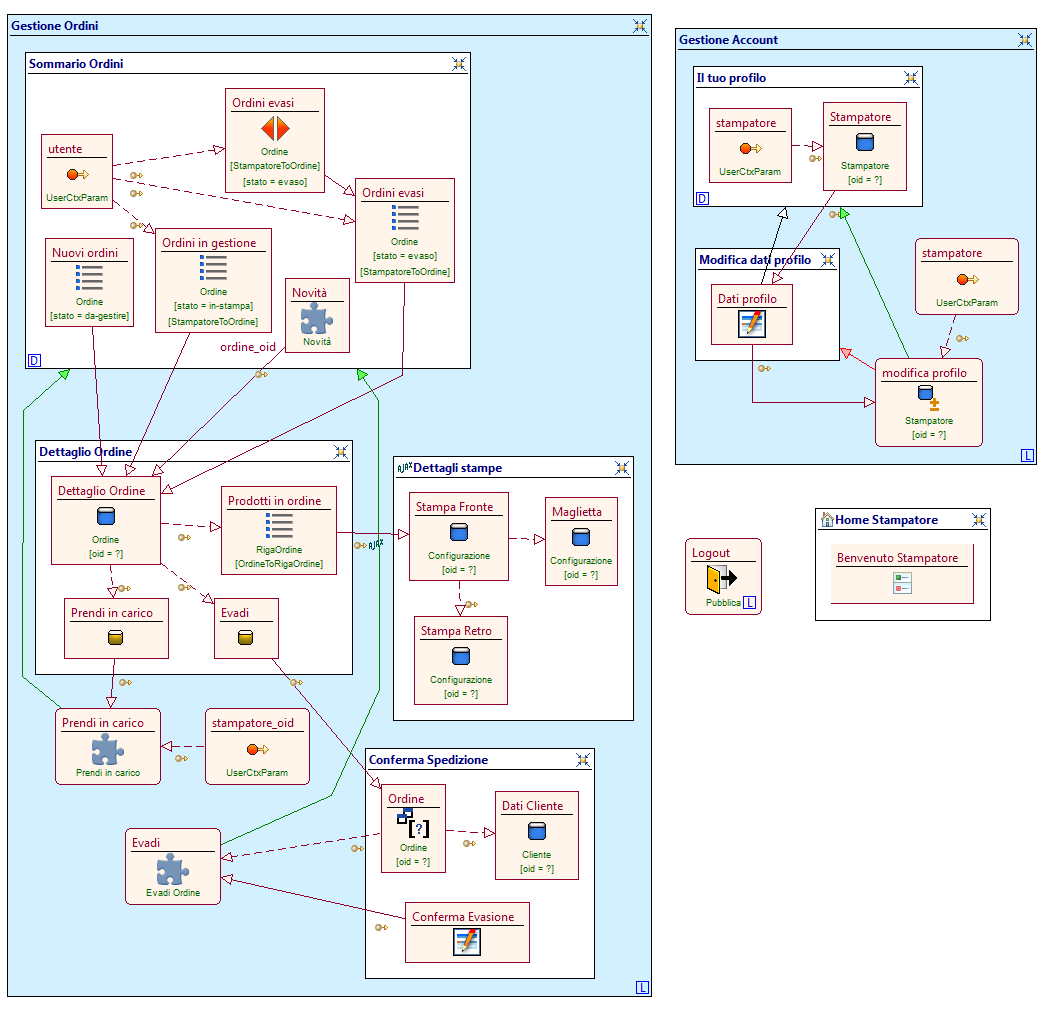 Gestione Ordini
Sommario Ordini
Ordini evasi
Ordine
[StampatoreToOrdine]
[stato = evaso]
utente
UserCtxParam
Ordini evasi
Ordine
[stato = evaso]
[StampatoreToOrdine]
Nuovi ordini
Ordine
[stato = da-gestire]
Ordini in gestione
Ordine
[stato = in-stampa]
[StampatoreToOrdine]
Novità
Novità
ordine_oid
D
Dettaglio Ordine
Dettaglio Ordine
Ordine
[oid = ?]
Prodotti in ordine
RigaOrdine
[OrdineToRigaOrdine]
Prendi in carico
Evadi
AJAX
AJAX Dettagli stampe
Stampa Fronte
Configurazione
[oid = ?]
Maglietta
Configurazione
[oid = ?]
Stampa Retro
Configurazione
[oid = ?]
Prendi in carico
Prendi in carico
stampatore_oid
UserCtxParam
Evadi
Evadi Ordine
Conferma Spedizione
Ordine
[?]
Ordine
[oid = ?]
Dati Cliente
Cliente
[oid = ?]
Conferma Evasione
L
Gestione Account
Il tuo profilo
stampatore
UserCtxParam
Stampatore
Stampatore
[oid = ?]
D
Modifica dati profilo
Dati profilo
stampatore
UserCtxParam
modifica profilo
Stampatore
[oid = ?]
L
Logout
Pubblica L
Home Stampatore
Benvenuto Stampatore